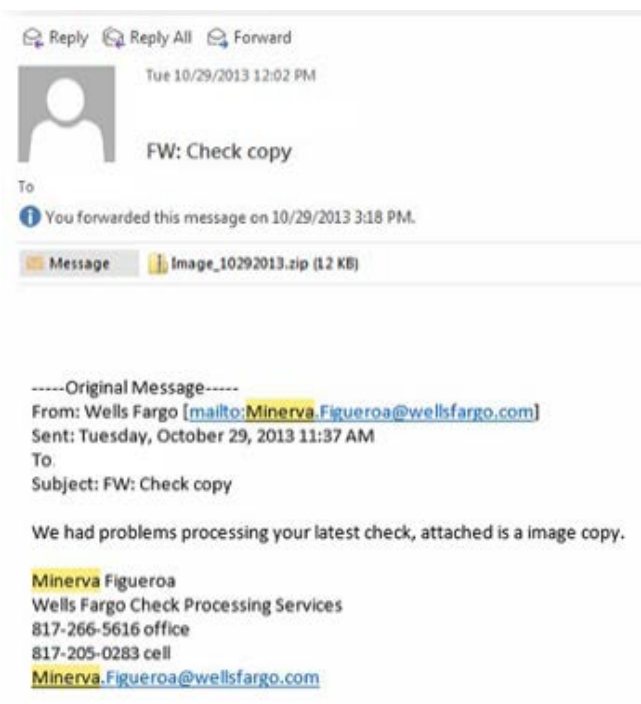 Reply Reply All Forward
Tue 10/29/2013 12:02 PM
FW: Check copy
To
You forwarded this message on 10/29/2013 3:18 PM.
Message Image_10292013.zip (12 KB)
-----Original Message-----
From: Wells Fargo [mailto:Minerva.Figueroa@wellsfargo.com]
Sent: Tuesday, October 29, 2013 11:37 AM
To
Subject: FW: Check copy
We had problems processing your latest check, attached is a image copy.
Minerva Figueroa
Wells Fargo Check Processing Services
817-266-5616 office
817-205-0283 cell
Minerva.Figueroa@wellsfargo.com